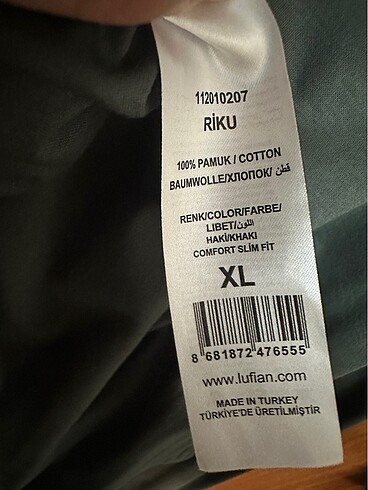 112010207
RİKU
100% PAMUK / COTTON
BAUMWOLLE/ХЛОПОК/ قطن
RENK/COLOR/FARBE/
LIBET/اللون/
HAKİ/KHAKI
COMFORT SLIM FIT
XL
8 681872 476555
www.lufian.com
MADE IN TURKEY
TÜRKİYE'DE ÜRETİLMİŞTİR